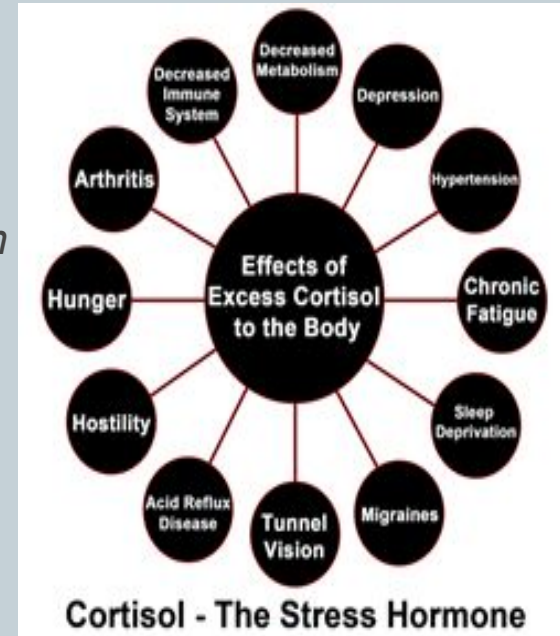 Decreased
Metabolism
Depression
Hypertension
Chronic
Fatigue
Sleep
Deprivation
Migraines
Tunnel
Vision
Acid Reflux
Disease
Hostility
Hunger
Arthritis
Decreased
Immune
System
Effects of
Excess Cortisol
to the Body
Cortisol - The Stress Hormone